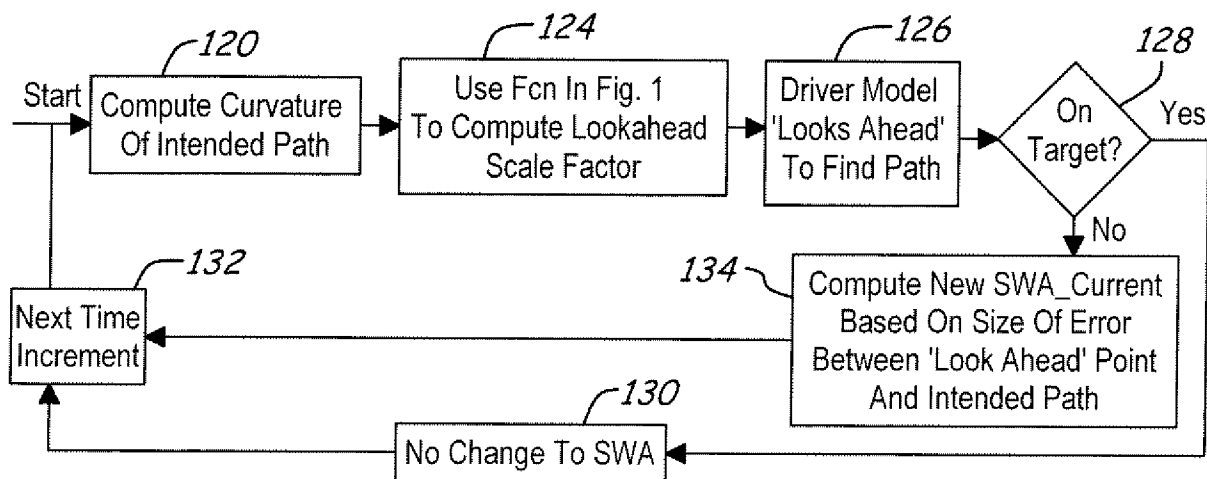 120
124
126
128
Start
Compute Curvature
Of Intended Path
Use Fcn In Fig. 1
To Compute Lookahead
Scale Factor
Driver Model
'Looks Ahead'
To Find Path
On
Target?
Yes
No
132
Next Time
Increment
134
Compute New SWA_Current
Based On Size Of Error
Between 'Look Ahead' Point
And Intended Path
130
No Change To SWA